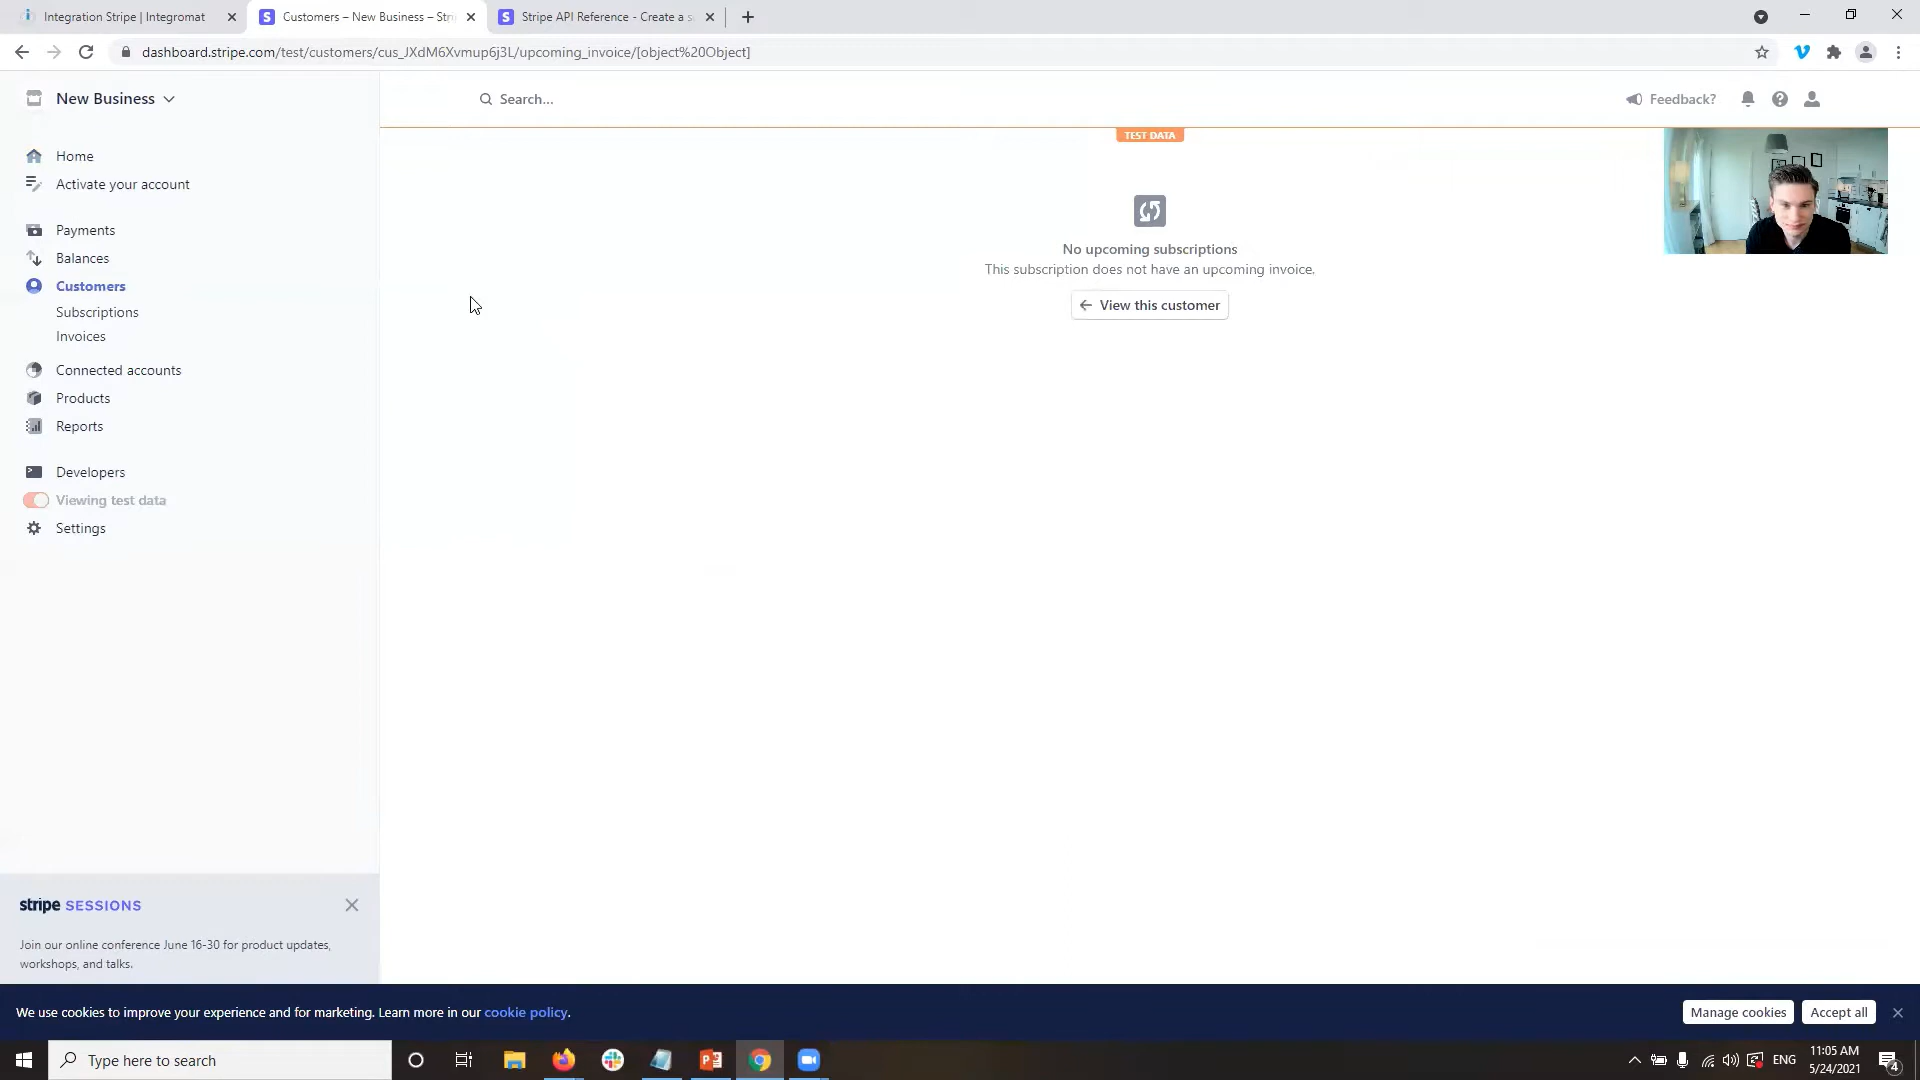 Integration Stripe | Integromat
Customers – New Business – Str
Stripe API Reference - Create a s
dashboard.stripe.com/test/customers/cus_JXdM6Xvmup6j3L/upcoming_invoice/[object%20Object]
New Business
Search...
Feedback?
TEST DATA
Home
Activate your account
Payments
Balances
Customers
Subscriptions
Invoices
Connected accounts
Products
Reports
Developers
Viewing test data
Settings
No upcoming subscriptions
This subscription does not have an upcoming invoice.
View this customer
stripe SESSIONS
Join our online conference June 16-30 for product updates,
workshops, and talks.
We use cookies to improve your experience and for marketing. Learn more in our cookie policy.
Manage cookies
Accept all
Type here to search
ENG
11:05 AM
5/24/2021
4